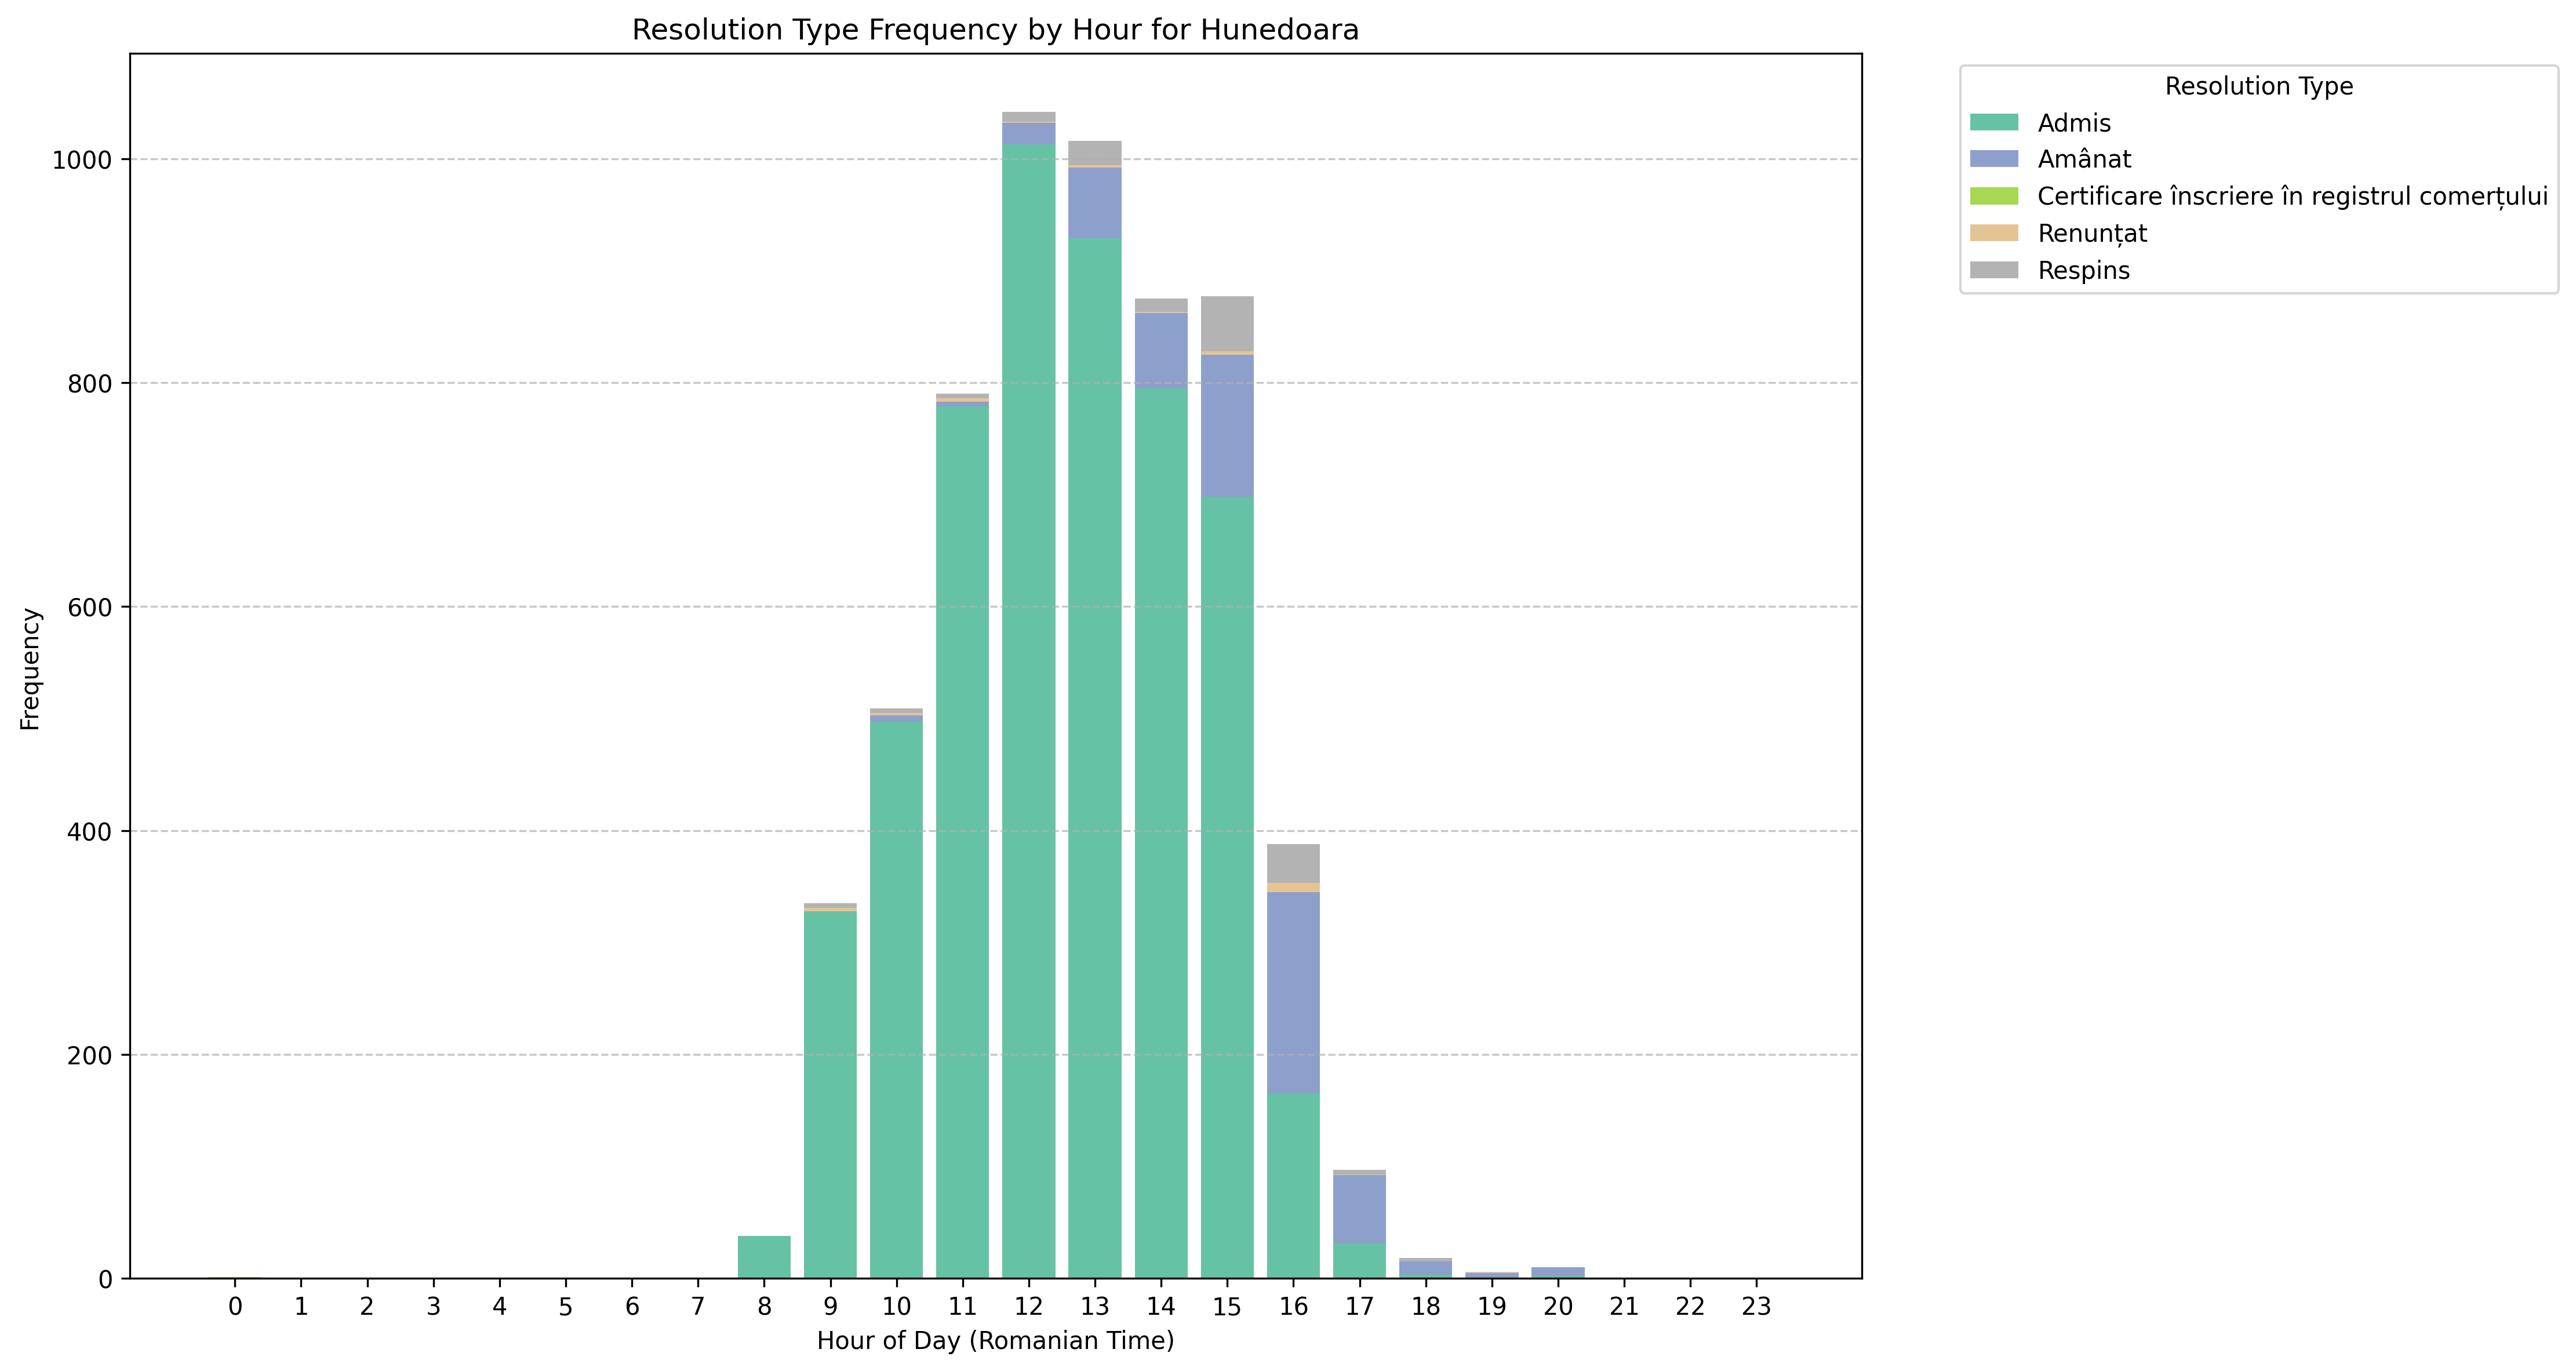 Resolution Type Frequency by Hour for Hunedoara
Resolution Type
Admis
Amânat
Certificare înscriere în registrul comerțului
Renunțat
Respins
Frequency
1000
800
600
400
200
0
0 1 2 3 4 5 6 7 8 9 10 11 12 13 14 15 16 17 18 19 20 21 22 23
Hour of Day (Romanian Time)